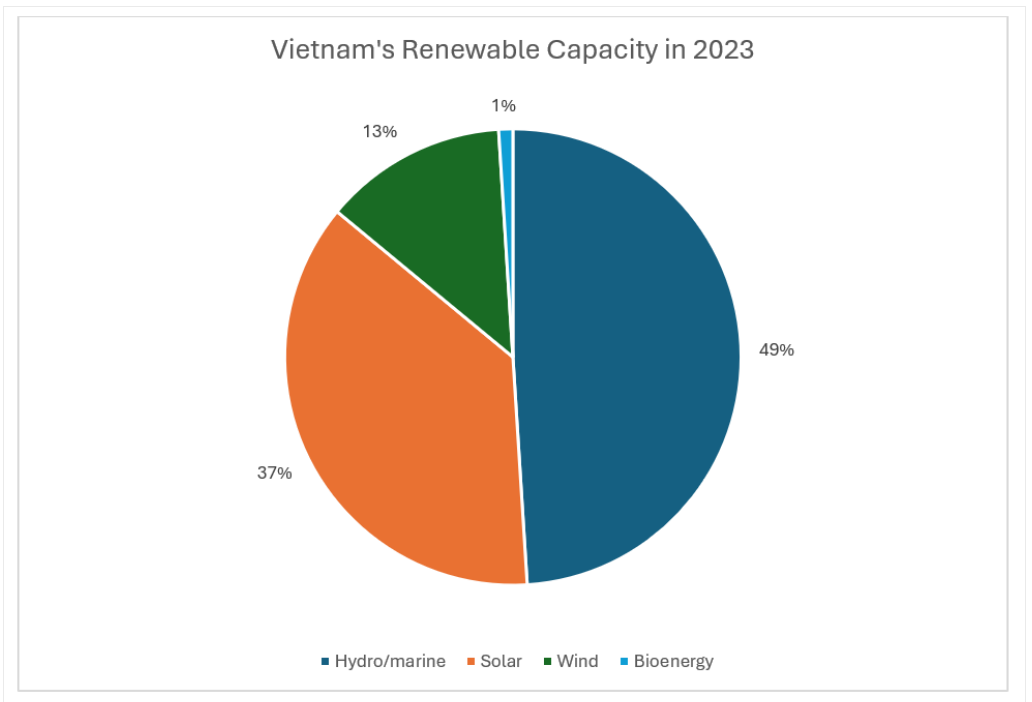 Vietnam's Renewable Capacity in 2023
1%
13%
49%
37%
Hydro/marine Solar Wind Bioenergy